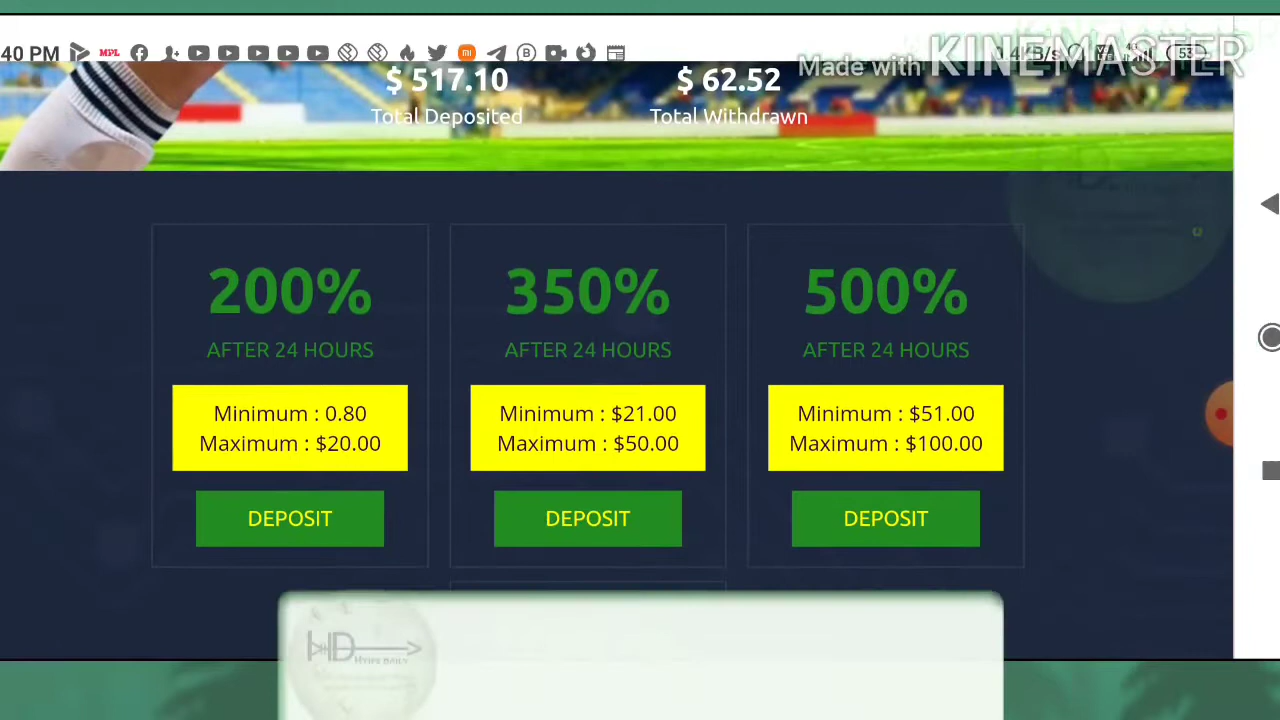 40 PM
MPL
Made with KINEMASTER
$ 517.10
$ 62.52
Total Deposited
Total Withdrawn
200%
350%
500%
AFTER 24 HOURS
AFTER 24 HOURS
AFTER 24 HOURS
Minimum : 0.80
Minimum : $21.00
Minimum : $51.00
Maximum : $20.00
Maximum : $50.00
Maximum : $100.00
DEPOSIT
DEPOSIT
DEPOSIT
HD